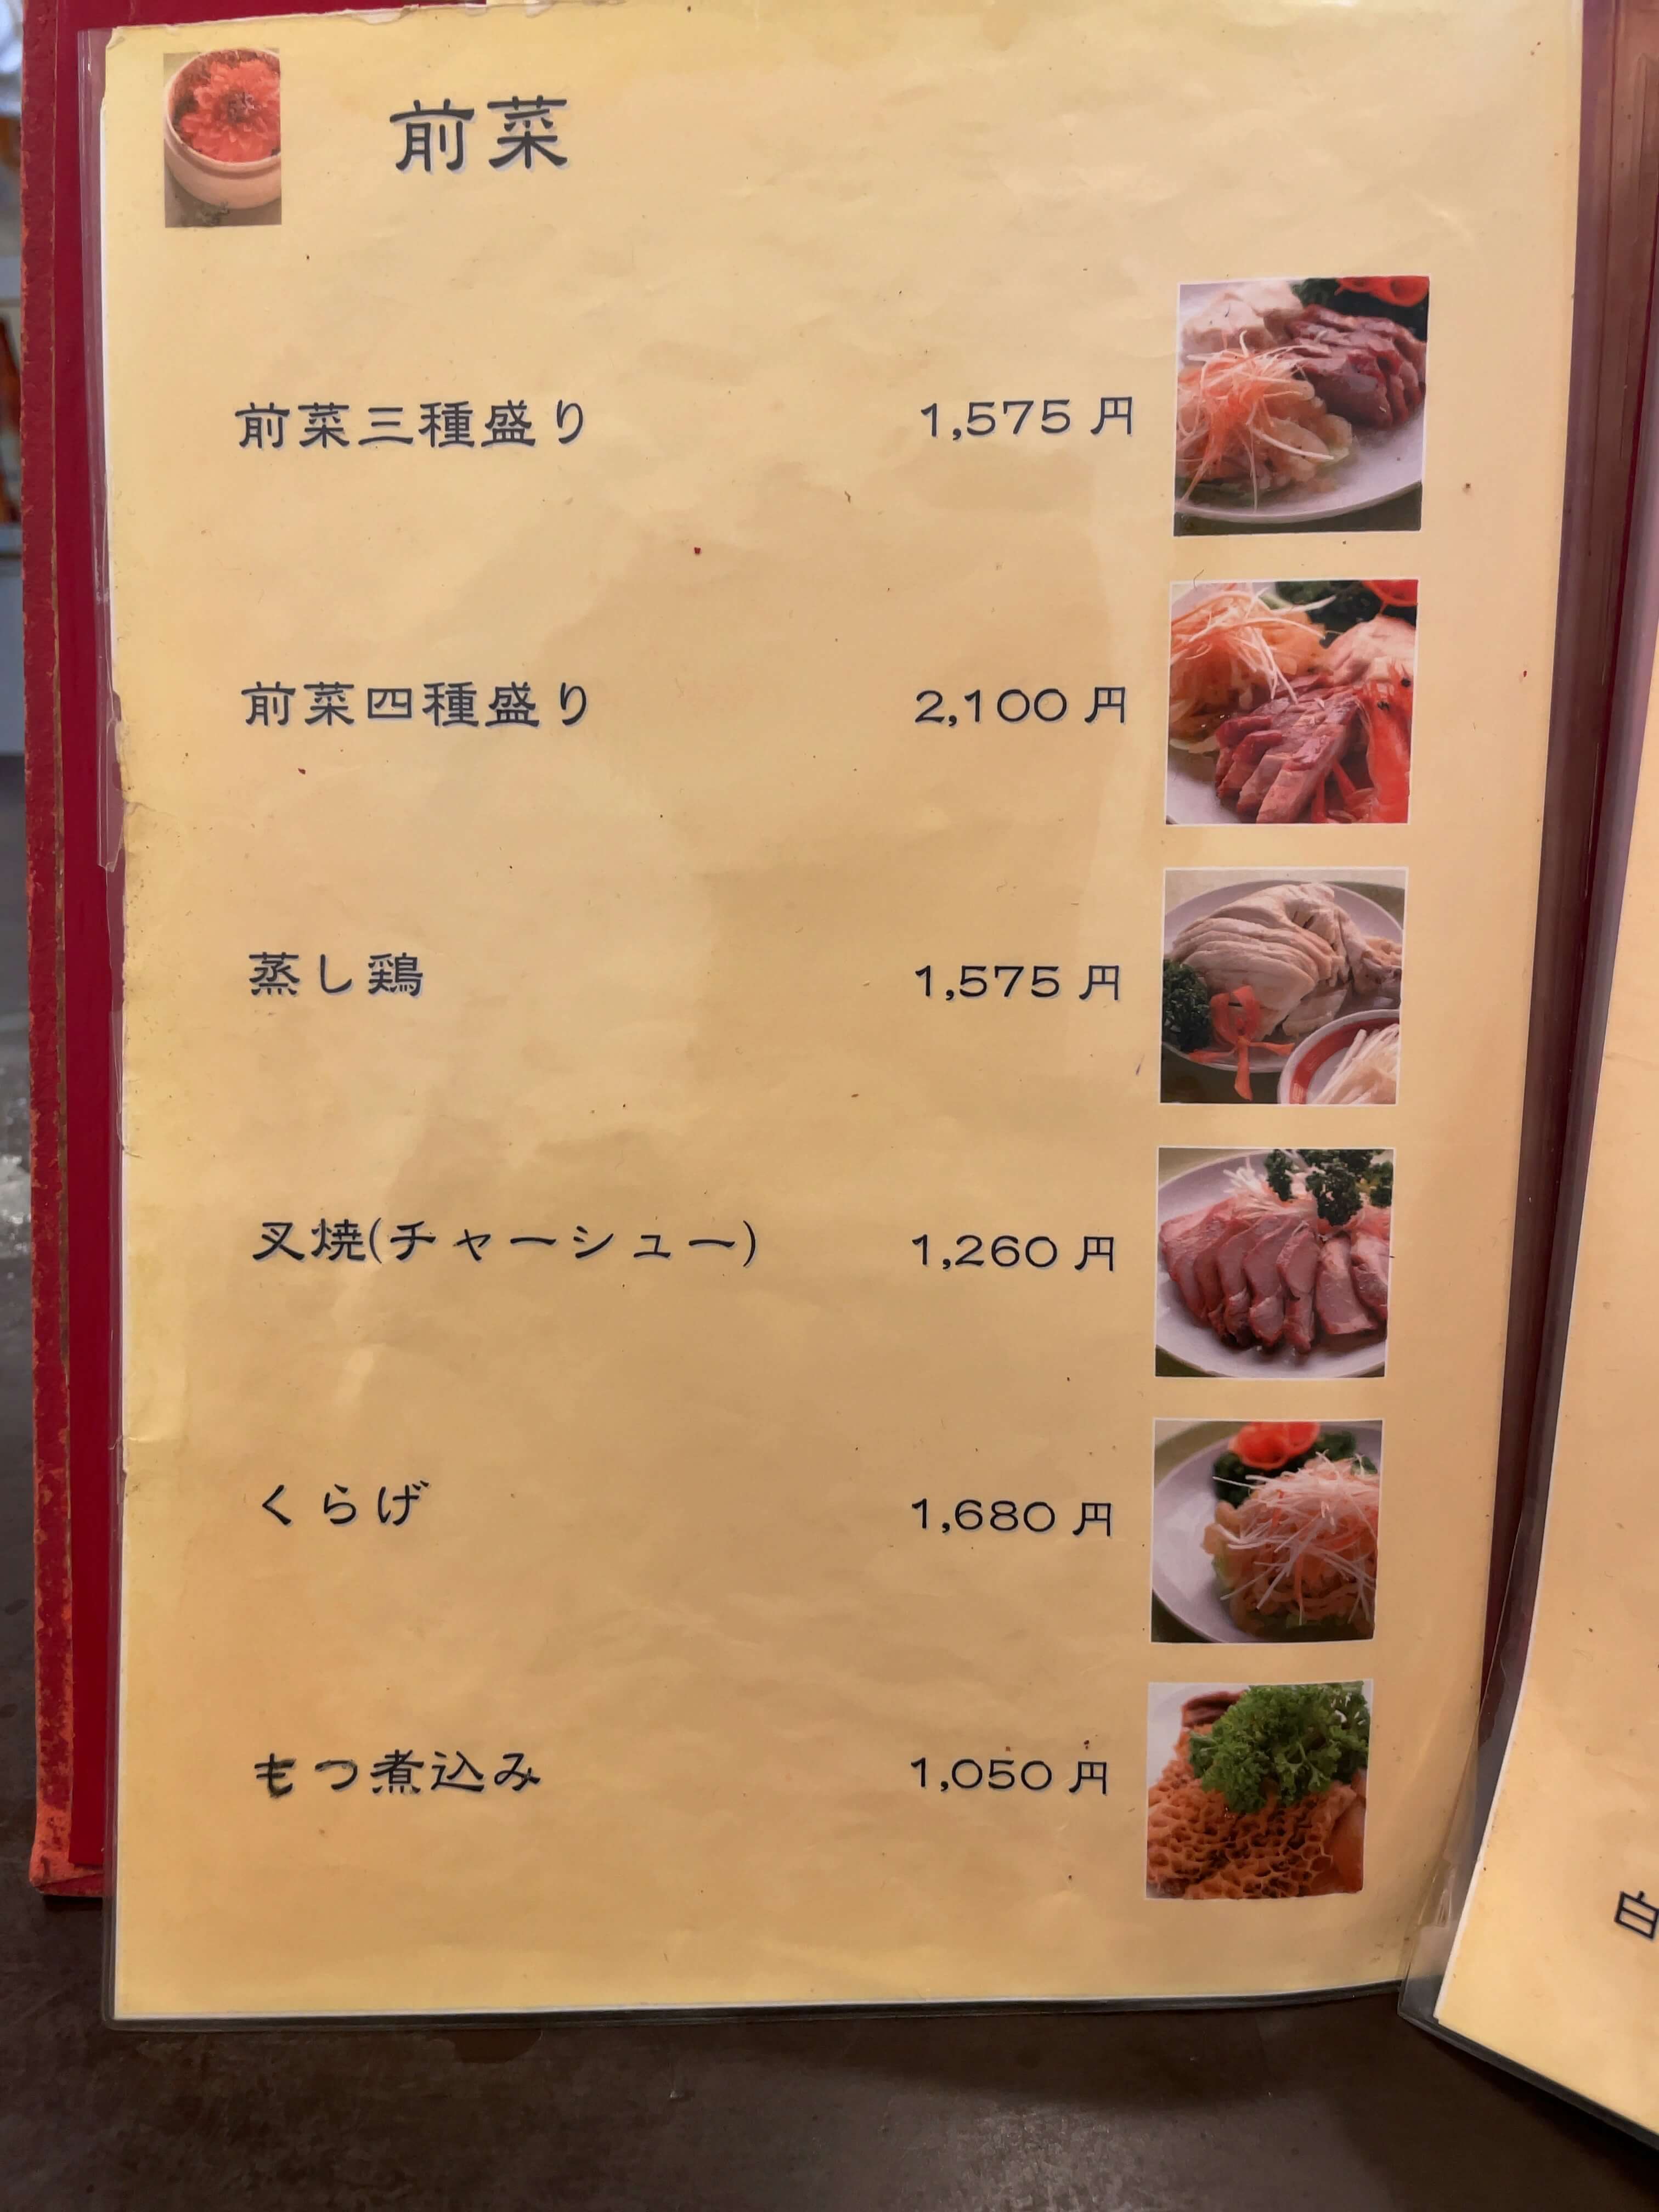 前菜
前菜三種盛り 1,575 円
前菜四種盛り 2,100 円
蒸し鶏 1,575 円
叉焼(チャーシュー) 1,260 円
くらげ 1,680 円
もつ煮込み 1,050 円
白